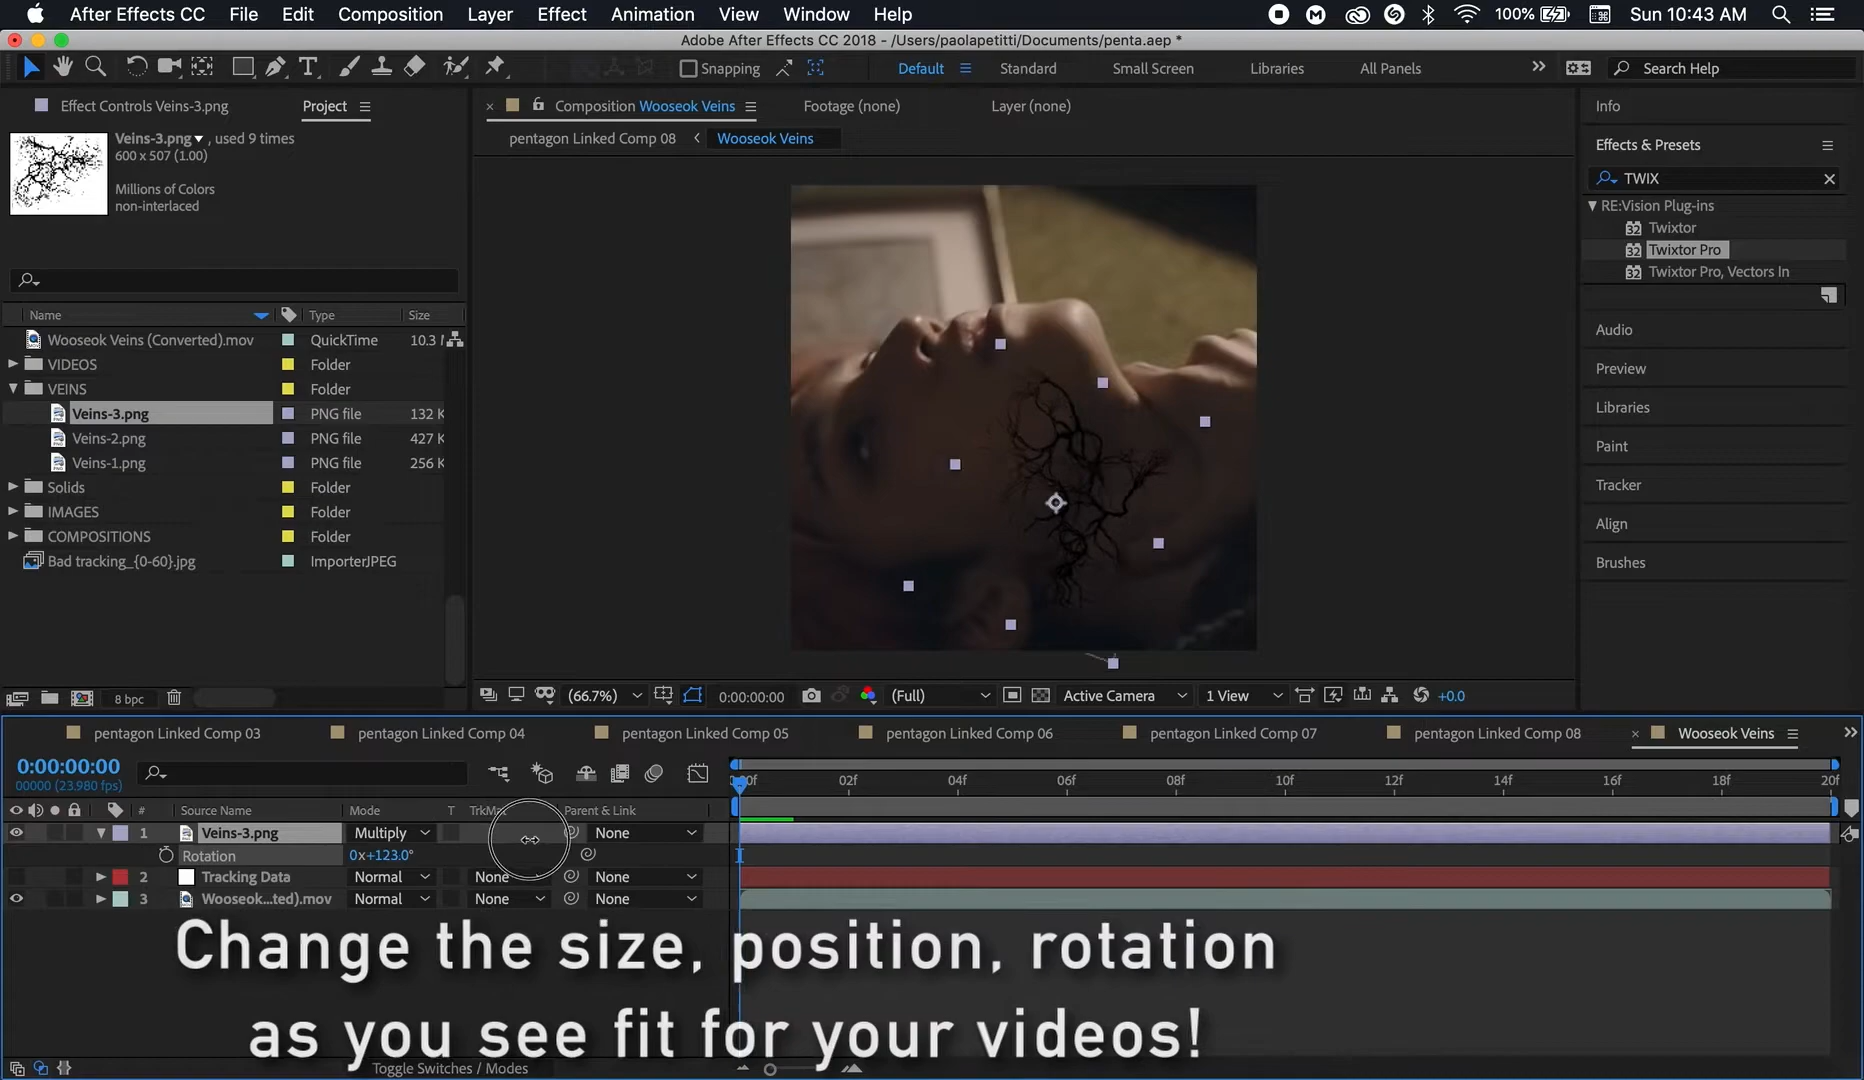 After Effects CC File Edit Composition Layer Effect Animation View Window Help 100% Sun 10:43 AM
Adobe After Effects CC 2018 - /Users/paolapetitti/Documents/penta.aep *
Snapping Default Standard Small Screen Libraries All Panels Search Help
Effect Controls Veins-3.png Project
Composition Wooseok Veins Footage (none) Layer (none)
Info
Veins-3.png, used 9 times
600 x 507 (1.00)
Millions of Colors
non-interlaced
pentagon Linked Comp 08 Wooseok Veins
Effects & Presets
TWIX
RE:Vision Plug-ins
Twixtor
Twixtor Pro
Twixtor Pro, Vectors In
Name Type Size
Wooseok Veins (Converted).mov QuickTime 10.3
VIDEOS Folder
VEINS Folder
Veins-3.png PNG file 132 K
Veins-2.png PNG file 427 K
Veins-1.png PNG file 256 K
Solids Folder
IMAGES Folder
COMPOSITIONS Folder
Bad tracking_{0-60}.jpg ImporterJPEG
Audio
Preview
Libraries
Paint
Tracker
Align
Brushes
8 bpc
(66.7%) 0:00:00:00 (Full) Active Camera 1 View +0.0
pentagon Linked Comp 03 pentagon Linked Comp 04 pentagon Linked Comp 05 pentagon Linked Comp 06 pentagon Linked Comp 07 pentagon Linked Comp 08 Wooseok Veins
0:00:00:00
00000 (23.980 fps)
02f 04f 06f 08f 10f 12f 14f 16f 18f 20f
# Source Name Mode T Parent & Link
1 Veins-3.png Multiply None
Rotation 0x+123.0°
2 Tracking Data Normal None None
3 Wooseok...ted).mov Normal None None
Change the size, position, rotation
as you see fit for your videos!
Toggle Switches / Modes